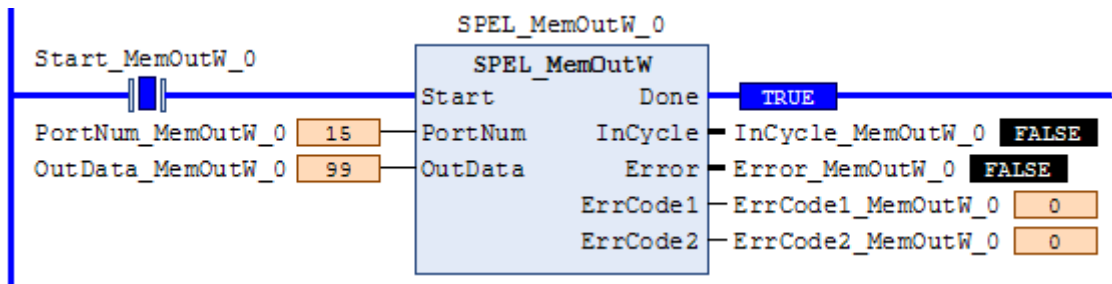 SPEL_MemOutW_0
Start_MemOutW_0
SPEL_MemOutW
Start Done TRUE
PortNum_MemOutW_0 15 PortNum InCycle InCycle_MemOutW_0 FALSE
OutData_MemOutW_0 99 OutData Error Error_MemOutW_0 FALSE
ErrCode1 ErrCode1_MemOutW_0 0
ErrCode2 ErrCode2_MemOutW_0 0